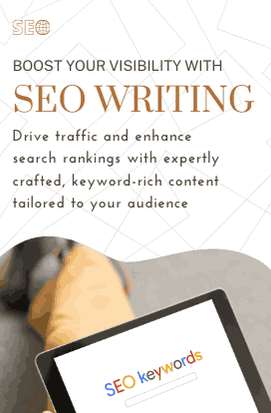 SEO
BOOST YOUR VISIBILITY WITH
SEO WRITING
Drive traffic and enhance
search rankings with expertly
crafted, keyword-rich content
tailored to your audience
SEO keywords